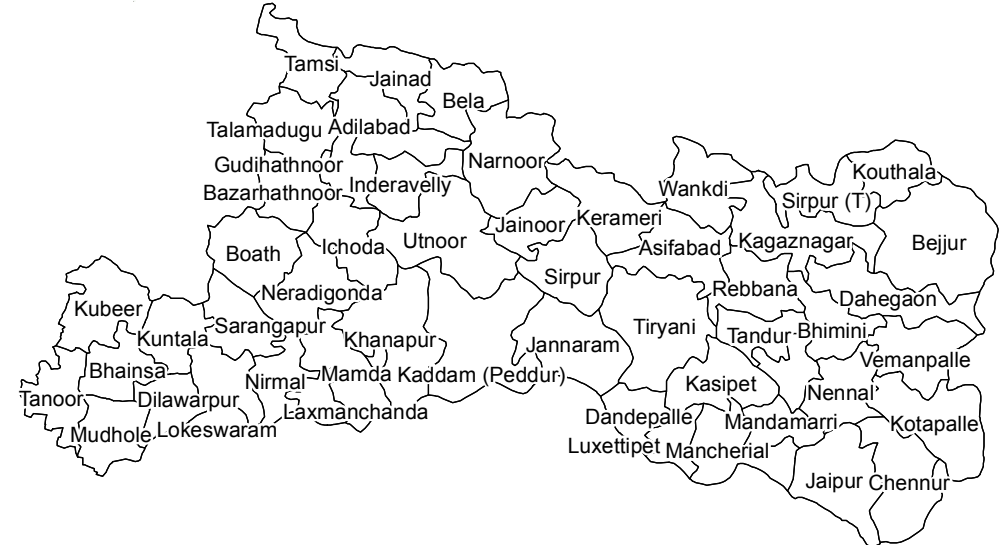 Tamsi
Jainad
Bela
Talamadugu
Adilabad
Gudihathnoor
Narnoor
Kouthala
Bazarhathnoor
Inderavelly
Wankdi
Sirpur (T)
Jainoor
Kerameri
Boath
Ichoda
Utnoor
Asifabad
Kagaznagar
Bejjur
Sirpur
Neradigonda
Rebbana
Dahegaon
Kubeer
Kuntala
Sarangapur
Khanapur
Jannaram
Tiryani
Tandur
Bhimini
Vemanpalle
Bhainsa
Nirmal
Mamda
Kaddam (Peddur)
Kasipet
Nennal
Tanoor
Dilawarpur
Laxmanchanda
Dandepalle
Mandamarri
Kotapalle
Mudhole
Lokeswaram
Luxettipet
Mancherial
Jaipur
Chennur